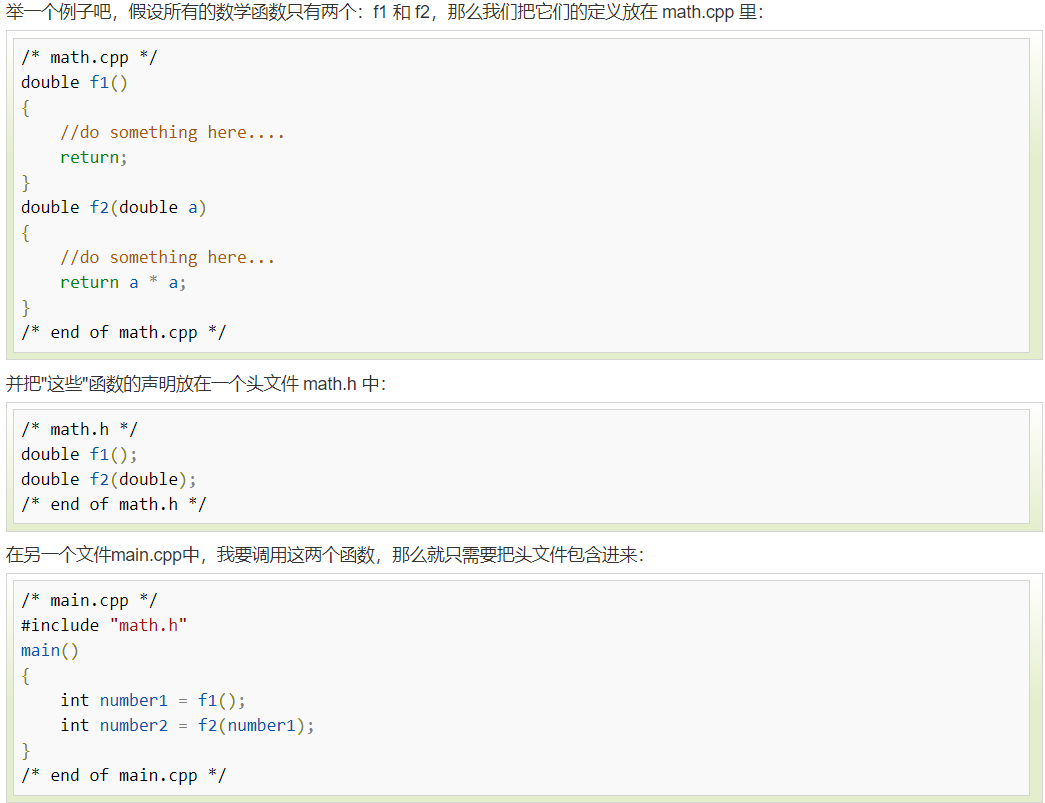 举一个例子吧，假设所有的数学函数只有两个：f1 和 f2，那么我们把它们的定义放在 math.cpp 里：
/* math.cpp */
double f1()
{
    //do something here....
    return;
}
double f2(double a)
{
    //do something here...
    return a * a;
}
/* end of math.cpp */
并把"这些"函数的声明放在一个头文件 math.h 中：
/* math.h */
double f1();
double f2(double);
/* end of math.h */
在另一个文件main.cpp中，我要调用这两个函数，那么就只需要把头文件包含进来：
/* main.cpp */
#include "math.h"
main()
{
    int number1 = f1();
    int number2 = f2(number1);
}
/* end of main.cpp */